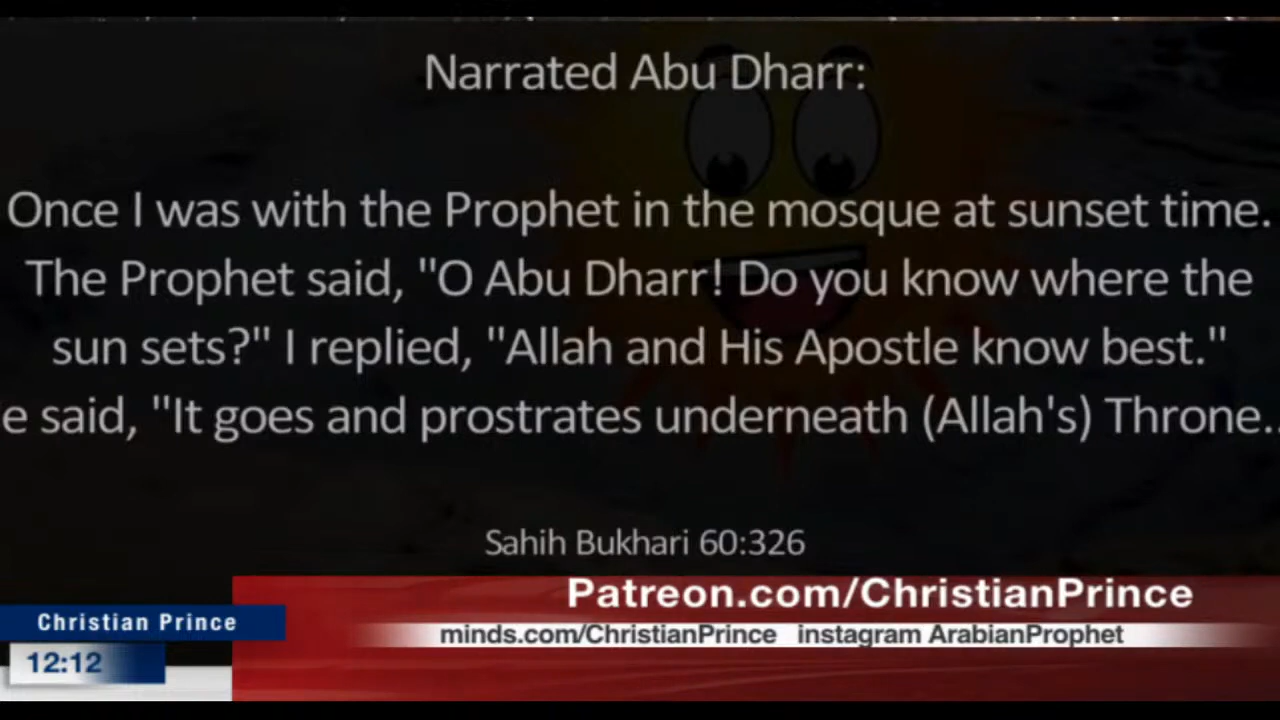 Narrated Abu Dharr:
Once I was with the Prophet in the mosque at sunset time.
The Prophet said, "O Abu Dharr! Do you know where the
sun sets?" I replied, "Allah and His Apostle know best."
e said, "It goes and prostrates underneath (Allah's) Throne..
Sahih Bukhari 60:326
Patreon.com/ChristianPrince
Christian Prince
minds.com/ChristianPrince instagram ArabianProphet
12:12